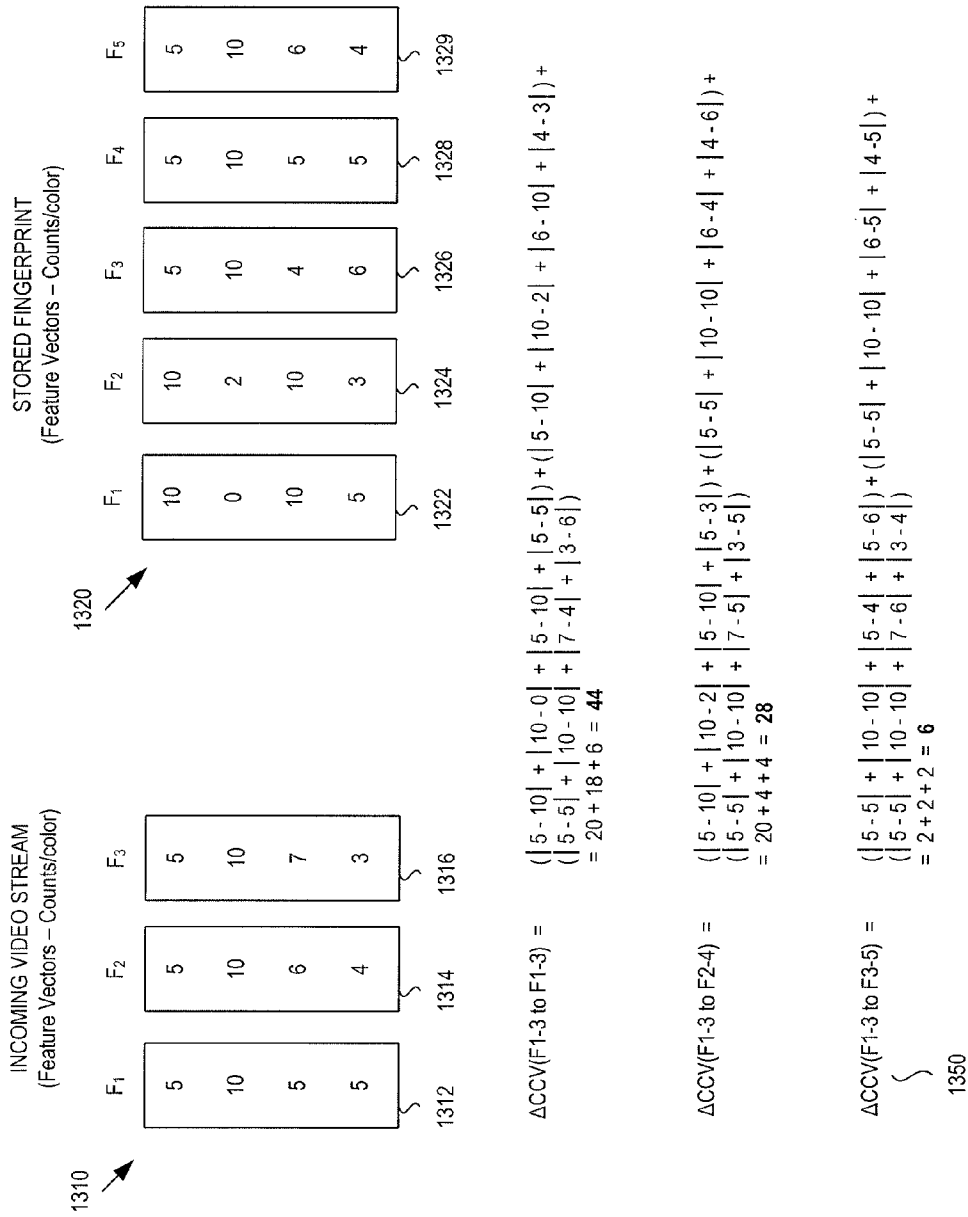 INCOMING VIDEO STREAM
(Feature Vectors – Counts/color)
1310
F1 F2 F3
5 5 5
10 10 10
5 6 7
5 4 3
1312 1314 1316
STORED FINGERPRINT
(Feature Vectors – Counts/color)
1320
F1 F2 F3 F4 F5
10 10 5 5 5
0 2 10 10 10
10 10 4 5 6
5 3 6 5 4
1322 1324 1326 1328 1329
ΔCCV(F1-3 to F1-3) = (|5 - 10| + |10 - 0| + |5 - 10| + |5 - 5|) + (|5 - 10| + |10 - 2| + |6 - 10| + |4 - 3|) +
(|5 - 5| + |10 - 10| + |7 - 4| + |3 - 6|)
= 20 + 18 + 6 = 44
ΔCCV(F1-3 to F2-4) = (|5 - 10| + |10 - 2| + |5 - 10| + |5 - 3|) + (|5 - 5| + |10 - 10| + |6 - 4| + |4 - 6|) +
(|5 - 5| + |10 - 10| + |7 - 5| + |3 - 5|)
= 20 + 4 + 4 = 28
ΔCCV(F1-3 to F3-5) = (|5 - 5| + |10 - 10| + |5 - 4| + |5 - 6|) + (|5 - 5| + |10 - 10| + |6 - 5| + |4 - 5|) +
(|5 - 5| + |10 - 10| + |7 - 6| + |3 - 4|)
= 2 + 2 + 2 = 6
1350